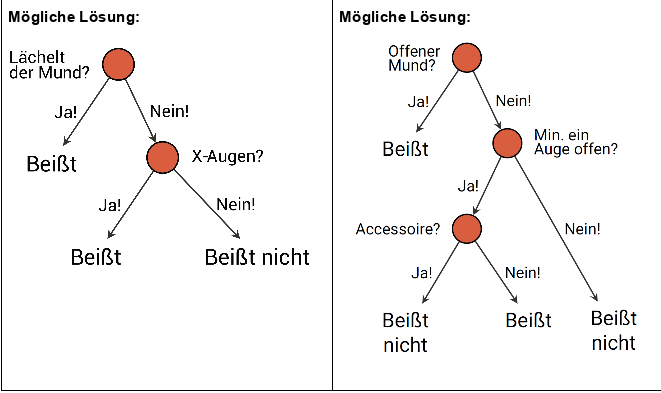 Mögliche Lösung:
Lächelt
der Mund?
Ja!
Nein!
Beißt
X-Augen?
Ja!
Nein!
Beißt
Beißt nicht
Mögliche Lösung:
Offener
Mund?
Ja!
Nein!
Beißt
Min. ein
Auge offen?
Ja!
Nein!
Accessoire?
Ja!
Nein!
Beißt
nicht
Beißt
Beißt
nicht